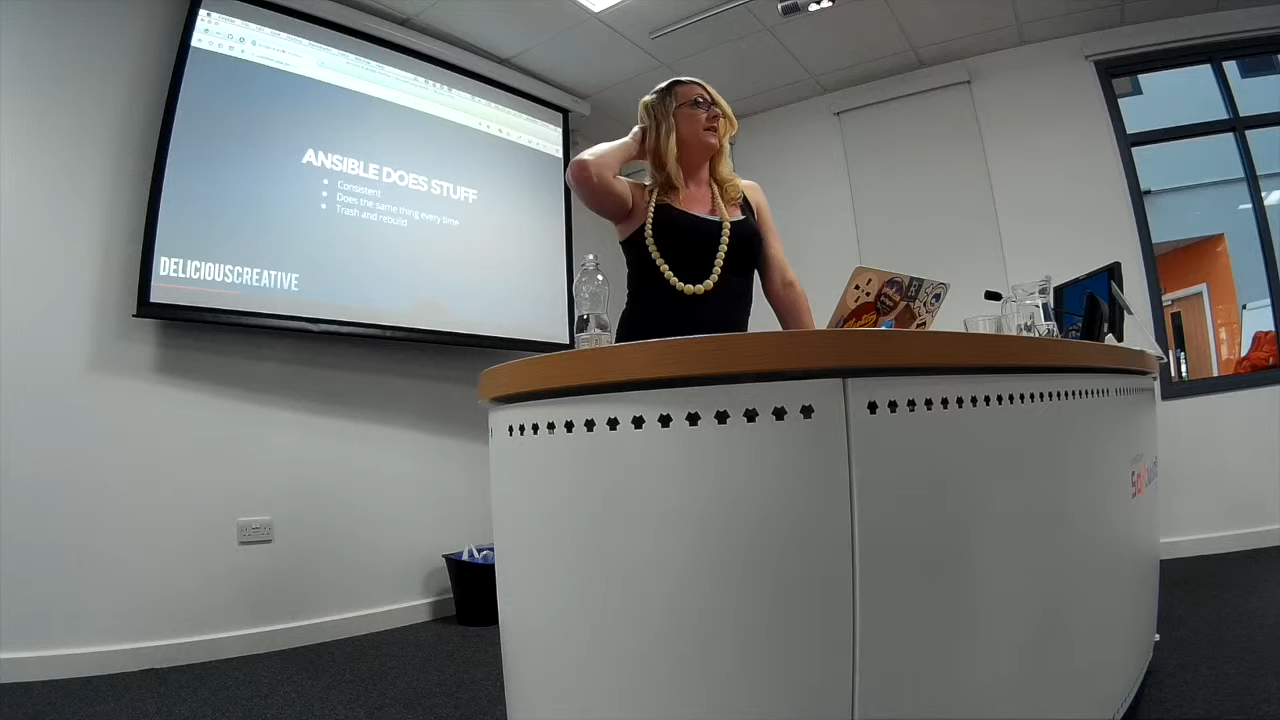 ANSIBLE DOES STUFF
Consistent
Does the same thing every time
Trash and rebuild
DELICIOUSCREATIVE